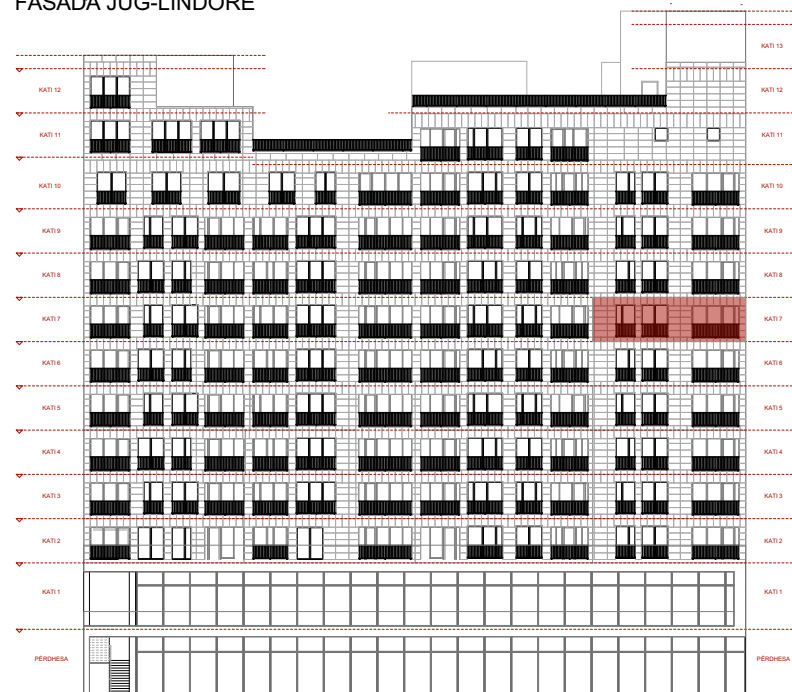 FASADA JUG-LINDORE
KATI 13
KATI 12
KATI 12
KATI 11
KATI 11
KATI 10
KATI 10
KATI 9
KATI 9
KATI 8
KATI 8
KATI 7
KATI 7
KATI 6
KATI 6
KATI 5
KATI 5
KATI 4
KATI 4
KATI 3
KATI 3
KATI 2
KATI 2
KATI 1
KATI 1
PËRDHESA
PËRDHESA